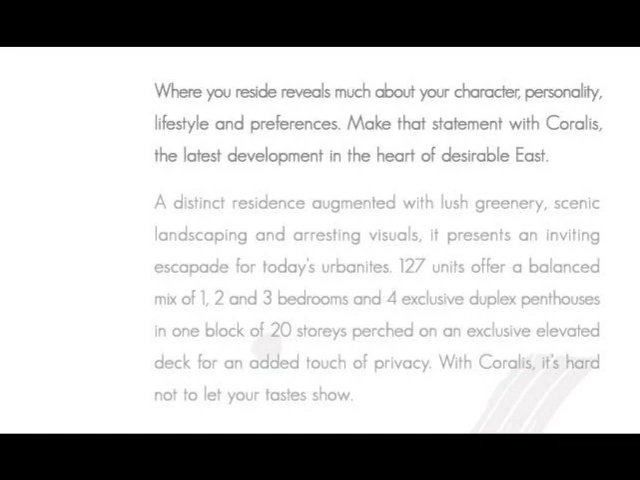 Where you reside reveals much about your character, personality,
lifestyle and preferences. Make that statement with Coralis,
the latest development in the heart of desirable East.
A distinct residence augmented with lush greenery, scenic
landscaping and arresting visuals, it presents an inviting
escapade for today's urbanites. 127 units offer a balanced
mix of 1, 2 and 3 bedrooms and 4 exclusive duplex penthouses
in one block of 20 storeys perched on an exclusive elevated
deck for an added touch of privacy. With Coralis, it's hard
not to let your tastes show.